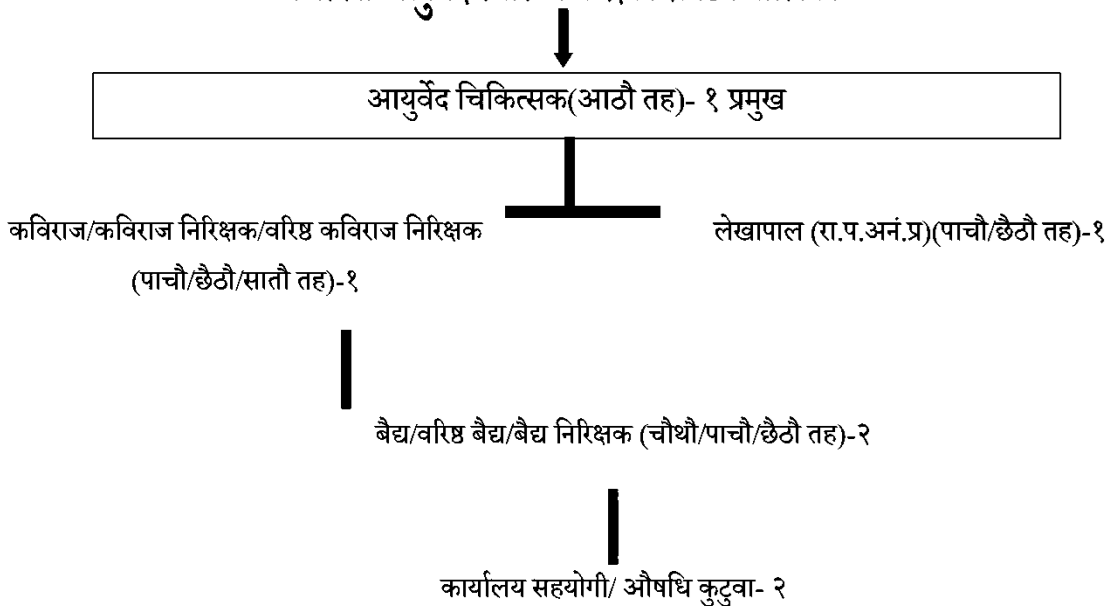 आयुर्वेद चिकित्सक(आठौ तह)- १ प्रमुख
कविराज/कविराज निरिक्षक/वरिष्ठ कविराज निरिक्षक
(पाचौ/छैठौ/सातौ तह)-१
लेखापाल (रा.प.अनं.प्र)(पाचौ/छैठौ तह)-१
बैद्य/वरिष्ठ बैद्य/बैद्य निरिक्षक (चौथौ/पाचौ/छैठौ तह)-२
कार्यालय सहयोगी/ औषधि कुटुवा- २